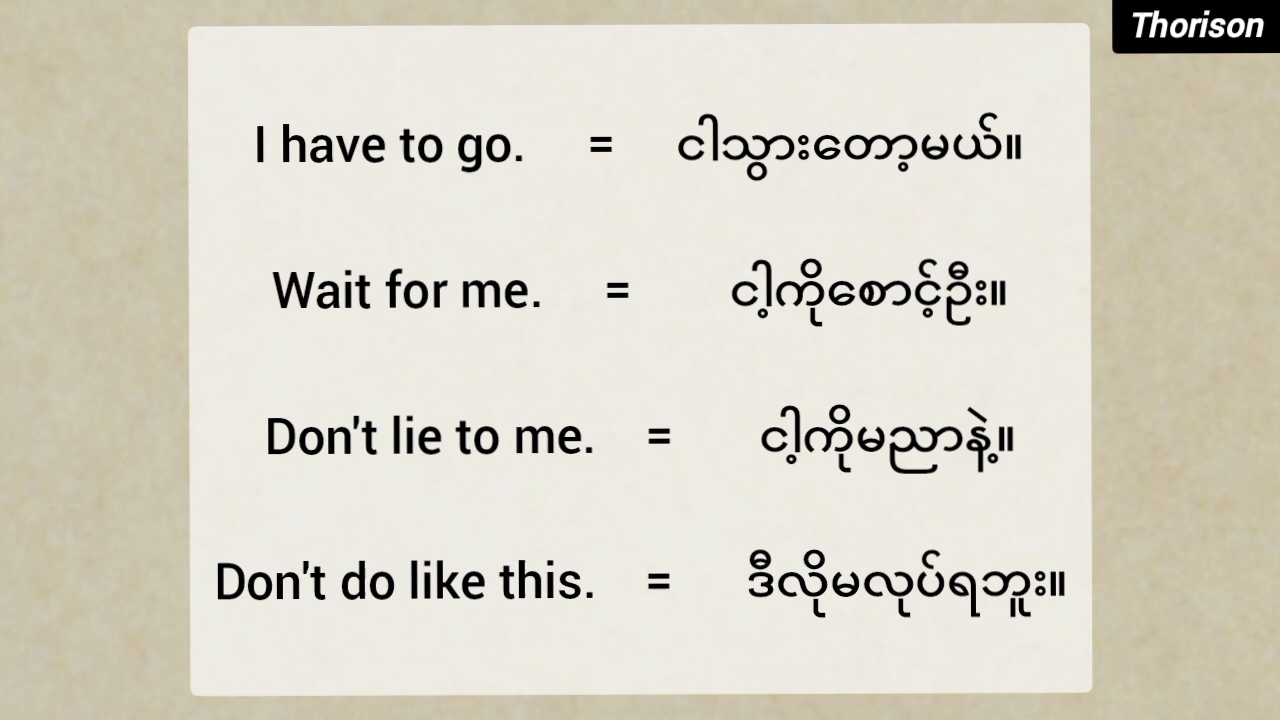 Thorison
I have to go. = ငါသွားတော့မယ်။
Wait for me. = ငါ့ကိုစောင့်ဦး။
Don't lie to me. = ငါ့ကိုမညာနဲ့။
Don't do like this. = ဒီလိုမလုပ်ရဘူး။